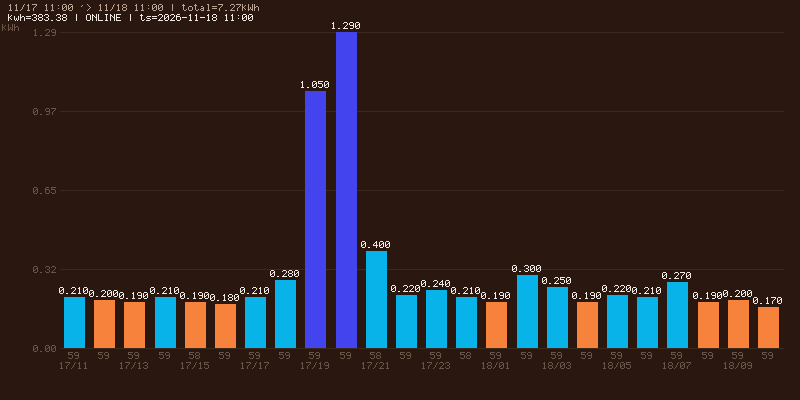 11/17 11:00 -> 11/18 11:00 | total=7.27kWh
Kwh=383.38 | ONLINE | ts=2026-11-18 11:00
kWh
1.29
0.97
0.65
0.32
0.00
0.210 0.200 0.190 0.210 0.190 0.180 0.210 0.280 1.050 1.290 0.400 0.220 0.240 0.210 0.190 0.300 0.250 0.190 0.220 0.210 0.270 0.190 0.200 0.170
59 59 59 59 58 59 59 59 59 59 58 59 59 58 59 59 59 59 59 59 59 59 59 59
17/11 17/13 17/15 17/17 17/19 17/21 17/23 18/01 18/03 18/05 18/07 18/09